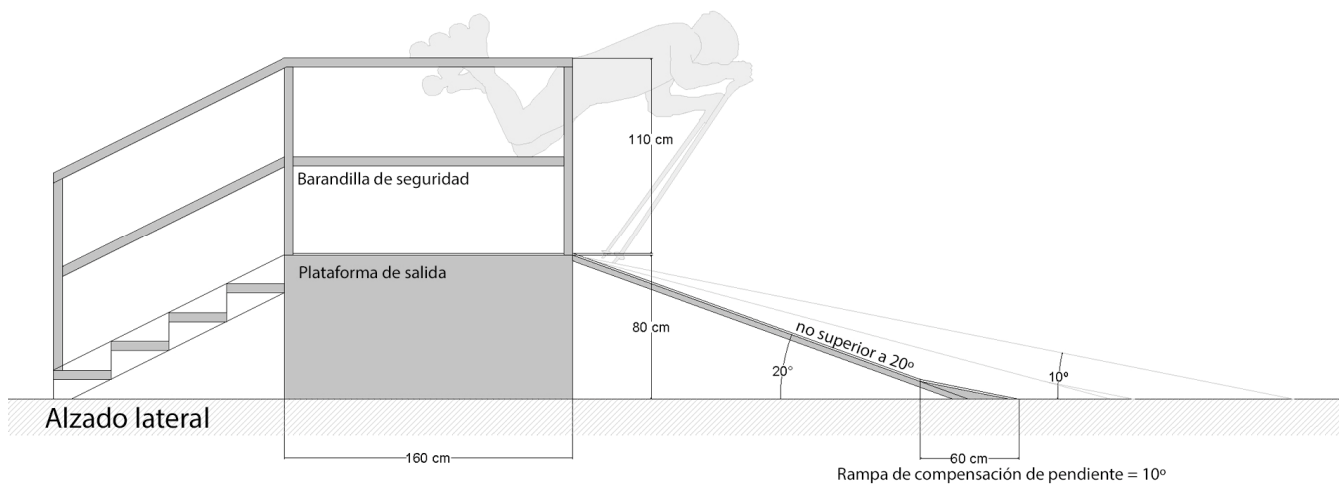 110 cm
Barandilla de seguridad
Plataforma de salida
80 cm
no superior a 20º
20°
10º
Alzado lateral
160 cm
60 cm
Rampa de compensación de pendiente = 10º